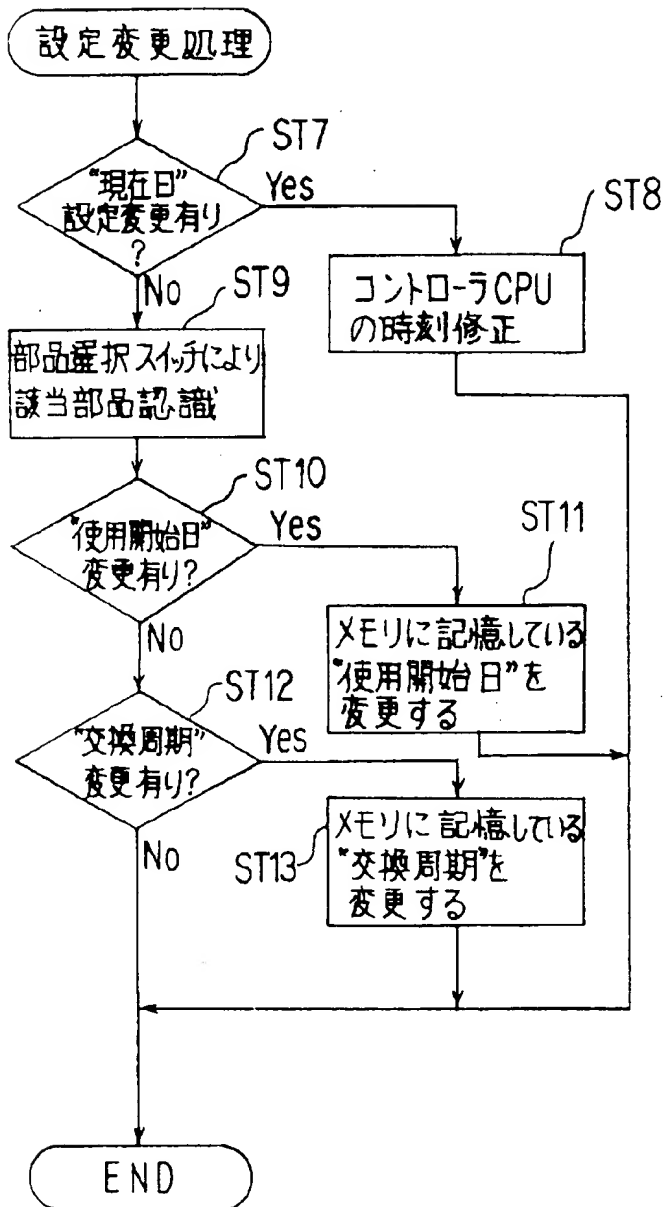 設定変更処理
ST7
“現在日”
設定変更有り
?
Yes
ST8
コントローラCPU
の時刻修正
No
ST9
部品選択スイッチにより
該当部品認識
ST10
“使用開始日”
変更有り?
Yes
ST11
メモリに記憶している
“使用開始日”を
変更する
No
ST12
“交換周期”
変更有り?
Yes
ST13
メモリに記憶している
“交換周期”を
変更する
No
END